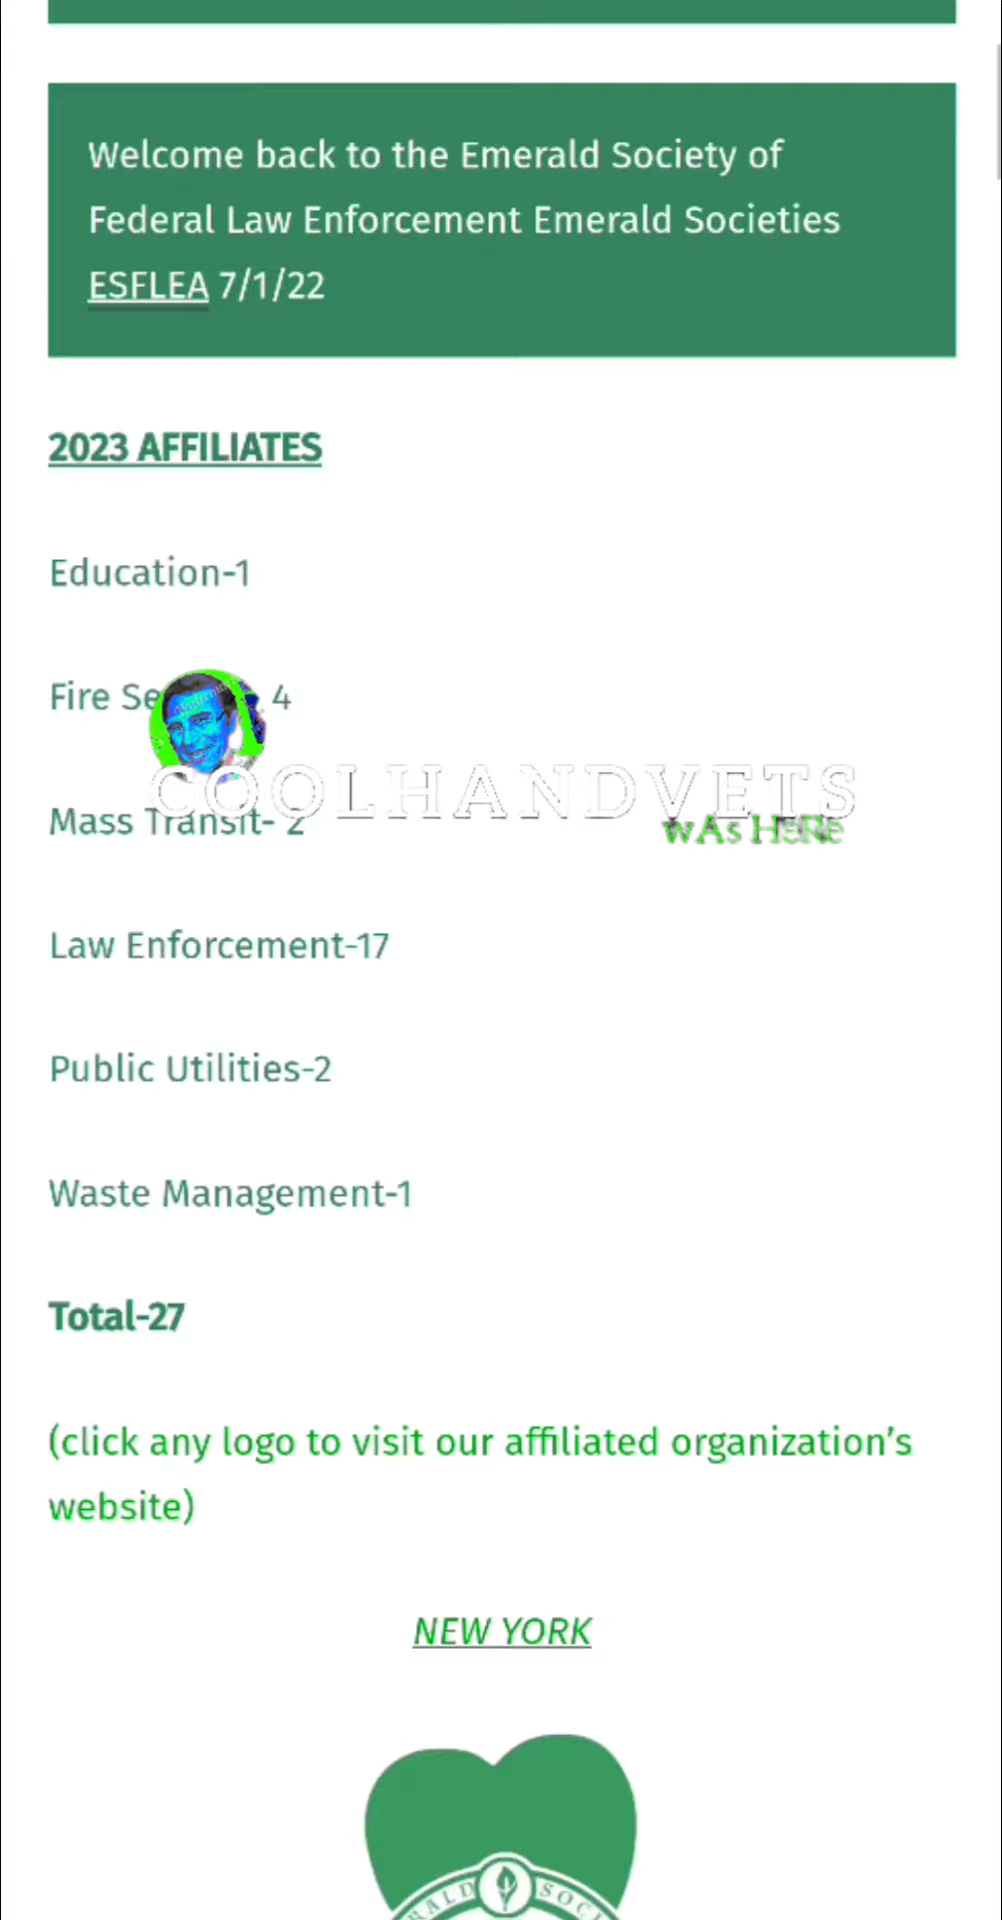 Welcome back to the Emerald Society of
Federal Law Enforcement Emerald Societies
ESFLEA 7/1/22
2023 AFFILIATES
Education-1
Fire 4
COOLHANDVETS
Mass Transit- 2
wAs HeRe
Law Enforcement-17
Public Utilities-2
Waste Management-1
Total-27
(click any logo to visit our affiliated organization’s
website)
NEW YORK